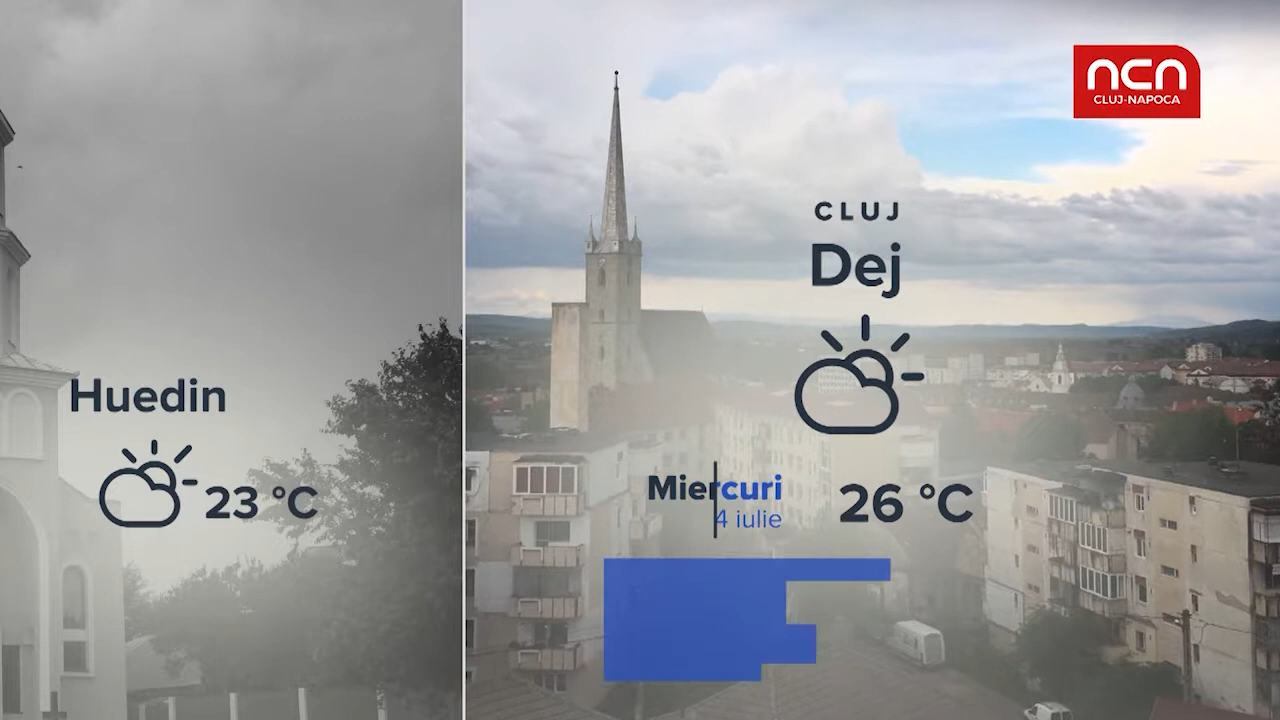 ncn
CLUJ-NAPOCA
CLUJ
Dej
Huedin
23 °C
Miercuri
4 iulie
26 °C